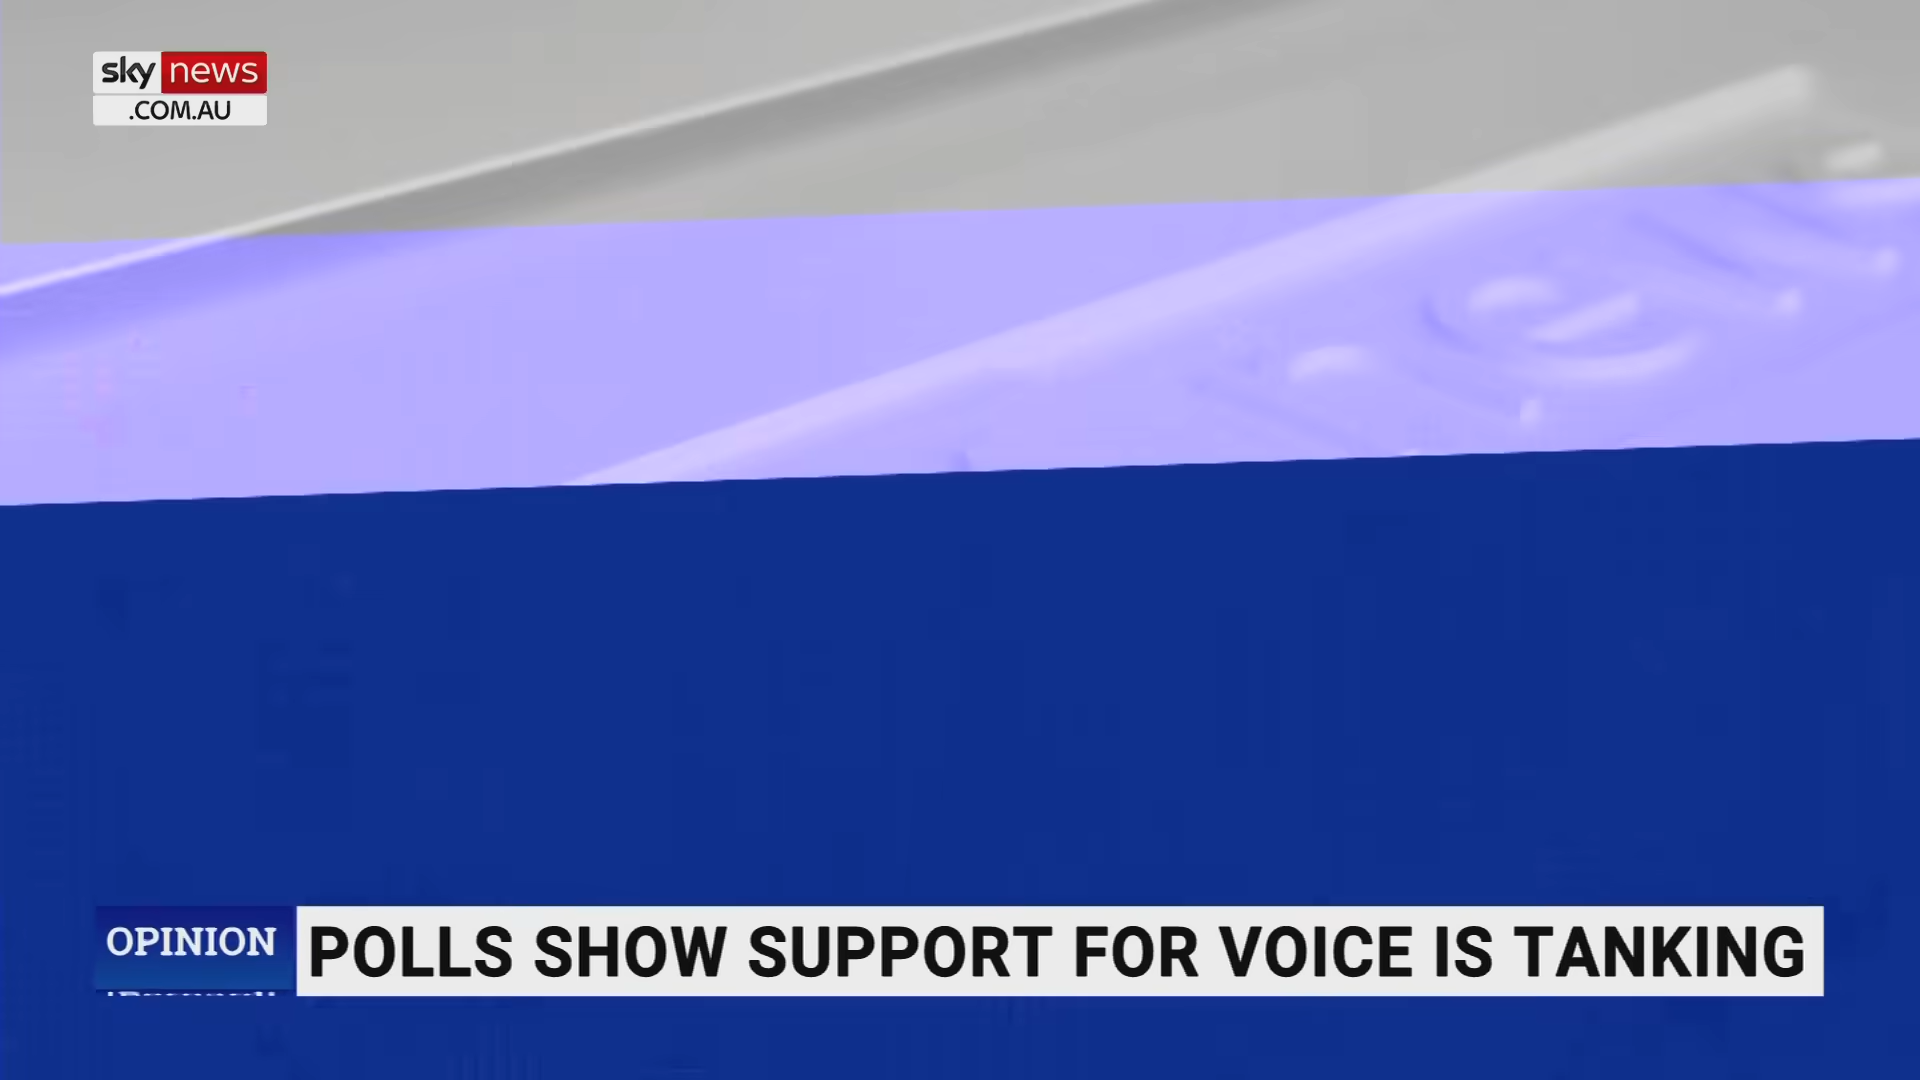 sky news
.COM.AU
OPINION
POLLS SHOW SUPPORT FOR VOICE IS TANKING